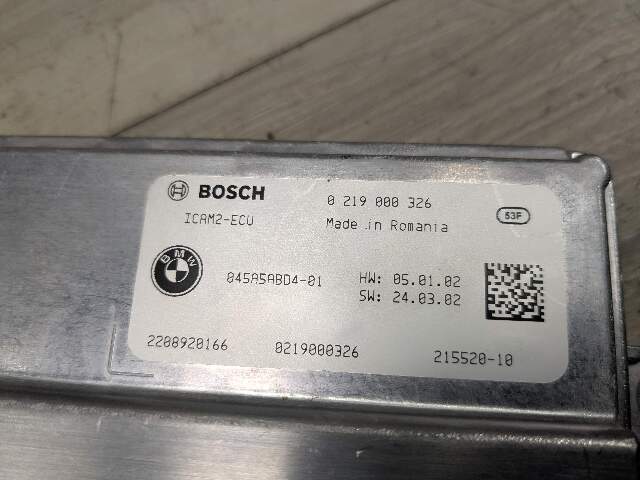 BOSCH 0 219 000 326
ICAM2-ECU Made in Romania 53F
BMW
845A5ABD4-01 HW: 05.01.02
SW: 24.03.02
2208920166 0219000326 215520-10